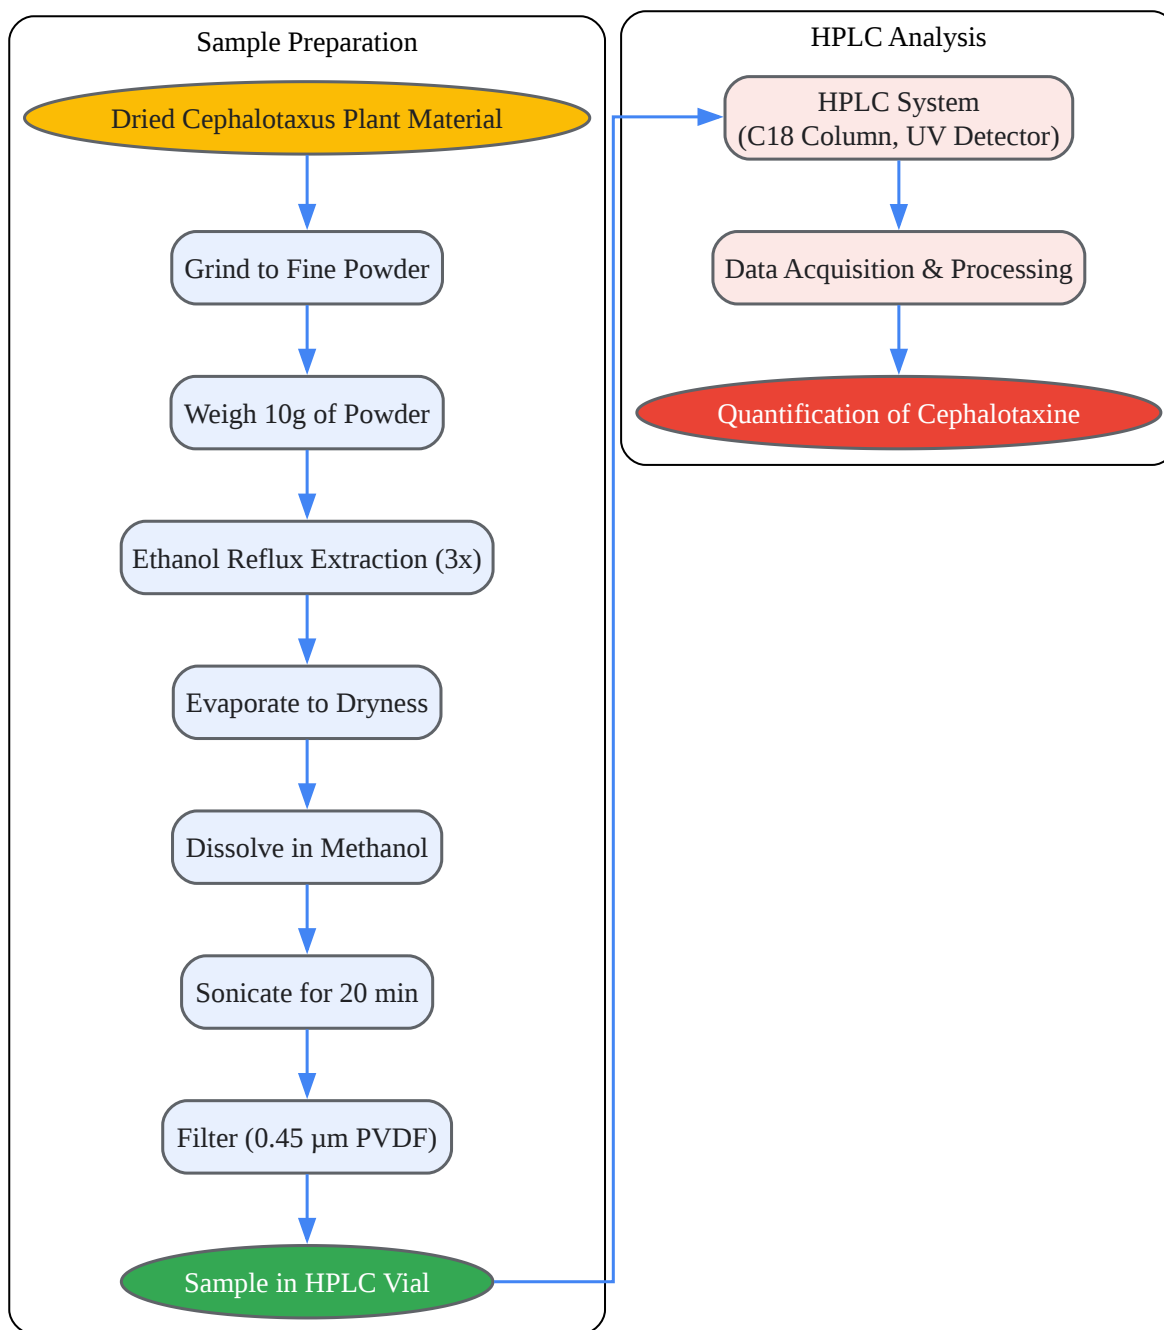 Sample Preparation
Dried Cephalotaxus Plant Material
Grind to Fine Powder
Weigh 10g of Powder
Ethanol Reflux Extraction (3x)
Evaporate to Dryness
Dissolve in Methanol
Sonicate for 20 min
Filter (0.45 µm PVDF)
Sample in HPLC Vial
HPLC Analysis
HPLC System
(C18 Column, UV Detector)
Data Acquisition & Processing
Quantification of Cephalotaxine